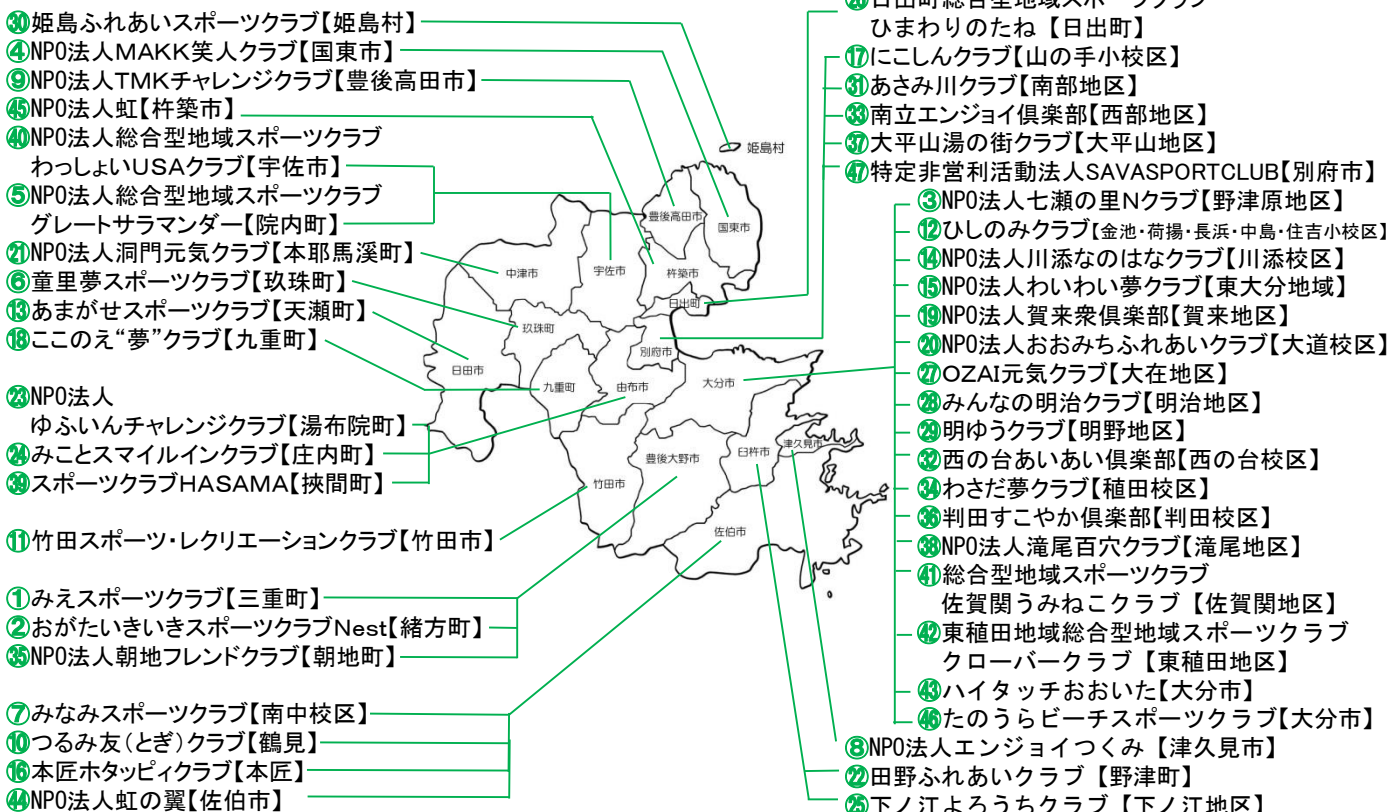 ㉚姫島ふれあいスポーツクラブ【姫島村】
④NPO法人MAKK笑人クラブ【国東市】
⑨NPO法人TMKチャレンジクラブ【豊後高田市】
㊺NPO法人虹【杵築市】
㊵NPO法人総合型地域スポーツクラブ
わっしょいUSAクラブ【宇佐市】
⑤NPO法人総合型地域スポーツクラブ
グレートサラマンダー【院内町】
㉑NPO法人洞門元気クラブ【本耶馬溪町】
⑥童里夢スポーツクラブ【玖珠町】
⑬あまがせスポーツクラブ【天瀬町】
⑱ここのえ“夢”クラブ【九重町】
㉓NPO法人
ゆふいんチャレンジクラブ【湯布院町】
㉔みことスマイルインクラブ【庄内町】
㊴スポーツクラブHASAMA【挾間町】
⑪竹田スポーツ・レクリエーションクラブ【竹田市】
①みえスポーツクラブ【三重町】
②おがたいきいきスポーツクラブNest【緒方町】
㉟NPO法人朝地フレンドクラブ【朝地町】
⑦みなみスポーツクラブ【南中校区】
⑩つるみ友(とぎ)クラブ【鶴見】
⑯本匠ホタッピィクラブ【本匠】
㊹NPO法人虹の翼【佐伯市】
姫島村
豊後高田市
国東市
中津市
宇佐市
杵築市
日出町
玖珠町
別府市
日田市
九重町
由布市
大分市
津久見市
臼杵市
豊後大野市
竹田市
佐伯市
日出町総合型地域スポーツクラブ
ひまわりのたね【日出町】
⑰にこしんクラブ【山の手小校区】
㉛あさみ川クラブ【南部地区】
㉝南立エンジョイ倶楽部【西部地区】
㊲大平山湯の街クラブ【大平山地区】
㊼特定非営利活動法人SAVASPORTCLUB【別府市】
③NPO法人七瀬の里Nクラブ【野津原地区】
⑫ひしのみクラブ【金池・荷揚・長浜・中島・住吉小校区】
⑭NPO法人川添なのはなクラブ【川添校区】
⑮NPO法人わいわい夢クラブ【東大分地域】
⑲NPO法人賀来衆倶楽部【賀来地区】
⑳NPO法人おおみちふれあいクラブ【大道校区】
㉗OZAI元気クラブ【大在地区】
㉘みんなの明治クラブ【明治地区】
㉙明ゆうクラブ【明野地区】
㉜西の台あいあい倶楽部【西の台校区】
㉞わさだ夢クラブ【稙田校区】
㊱判田すこやか倶楽部【判田校区】
㊳NPO法人滝尾百穴クラブ【滝尾地区】
㊶総合型地域スポーツクラブ
佐賀関うみねこクラブ【佐賀関地区】
㊷東稙田地域総合型地域スポーツクラブ
クローバークラブ【東稙田地区】
㊸ハイタッチおおいた【大分市】
㊻たのうらビーチスポーツクラブ【大分市】
⑧NPO法人エンジョイつくみ【津久見市】
㉒田野ふれあいクラブ【野津町】
㉕下ノ江よろうちクラブ【下ノ江地区】